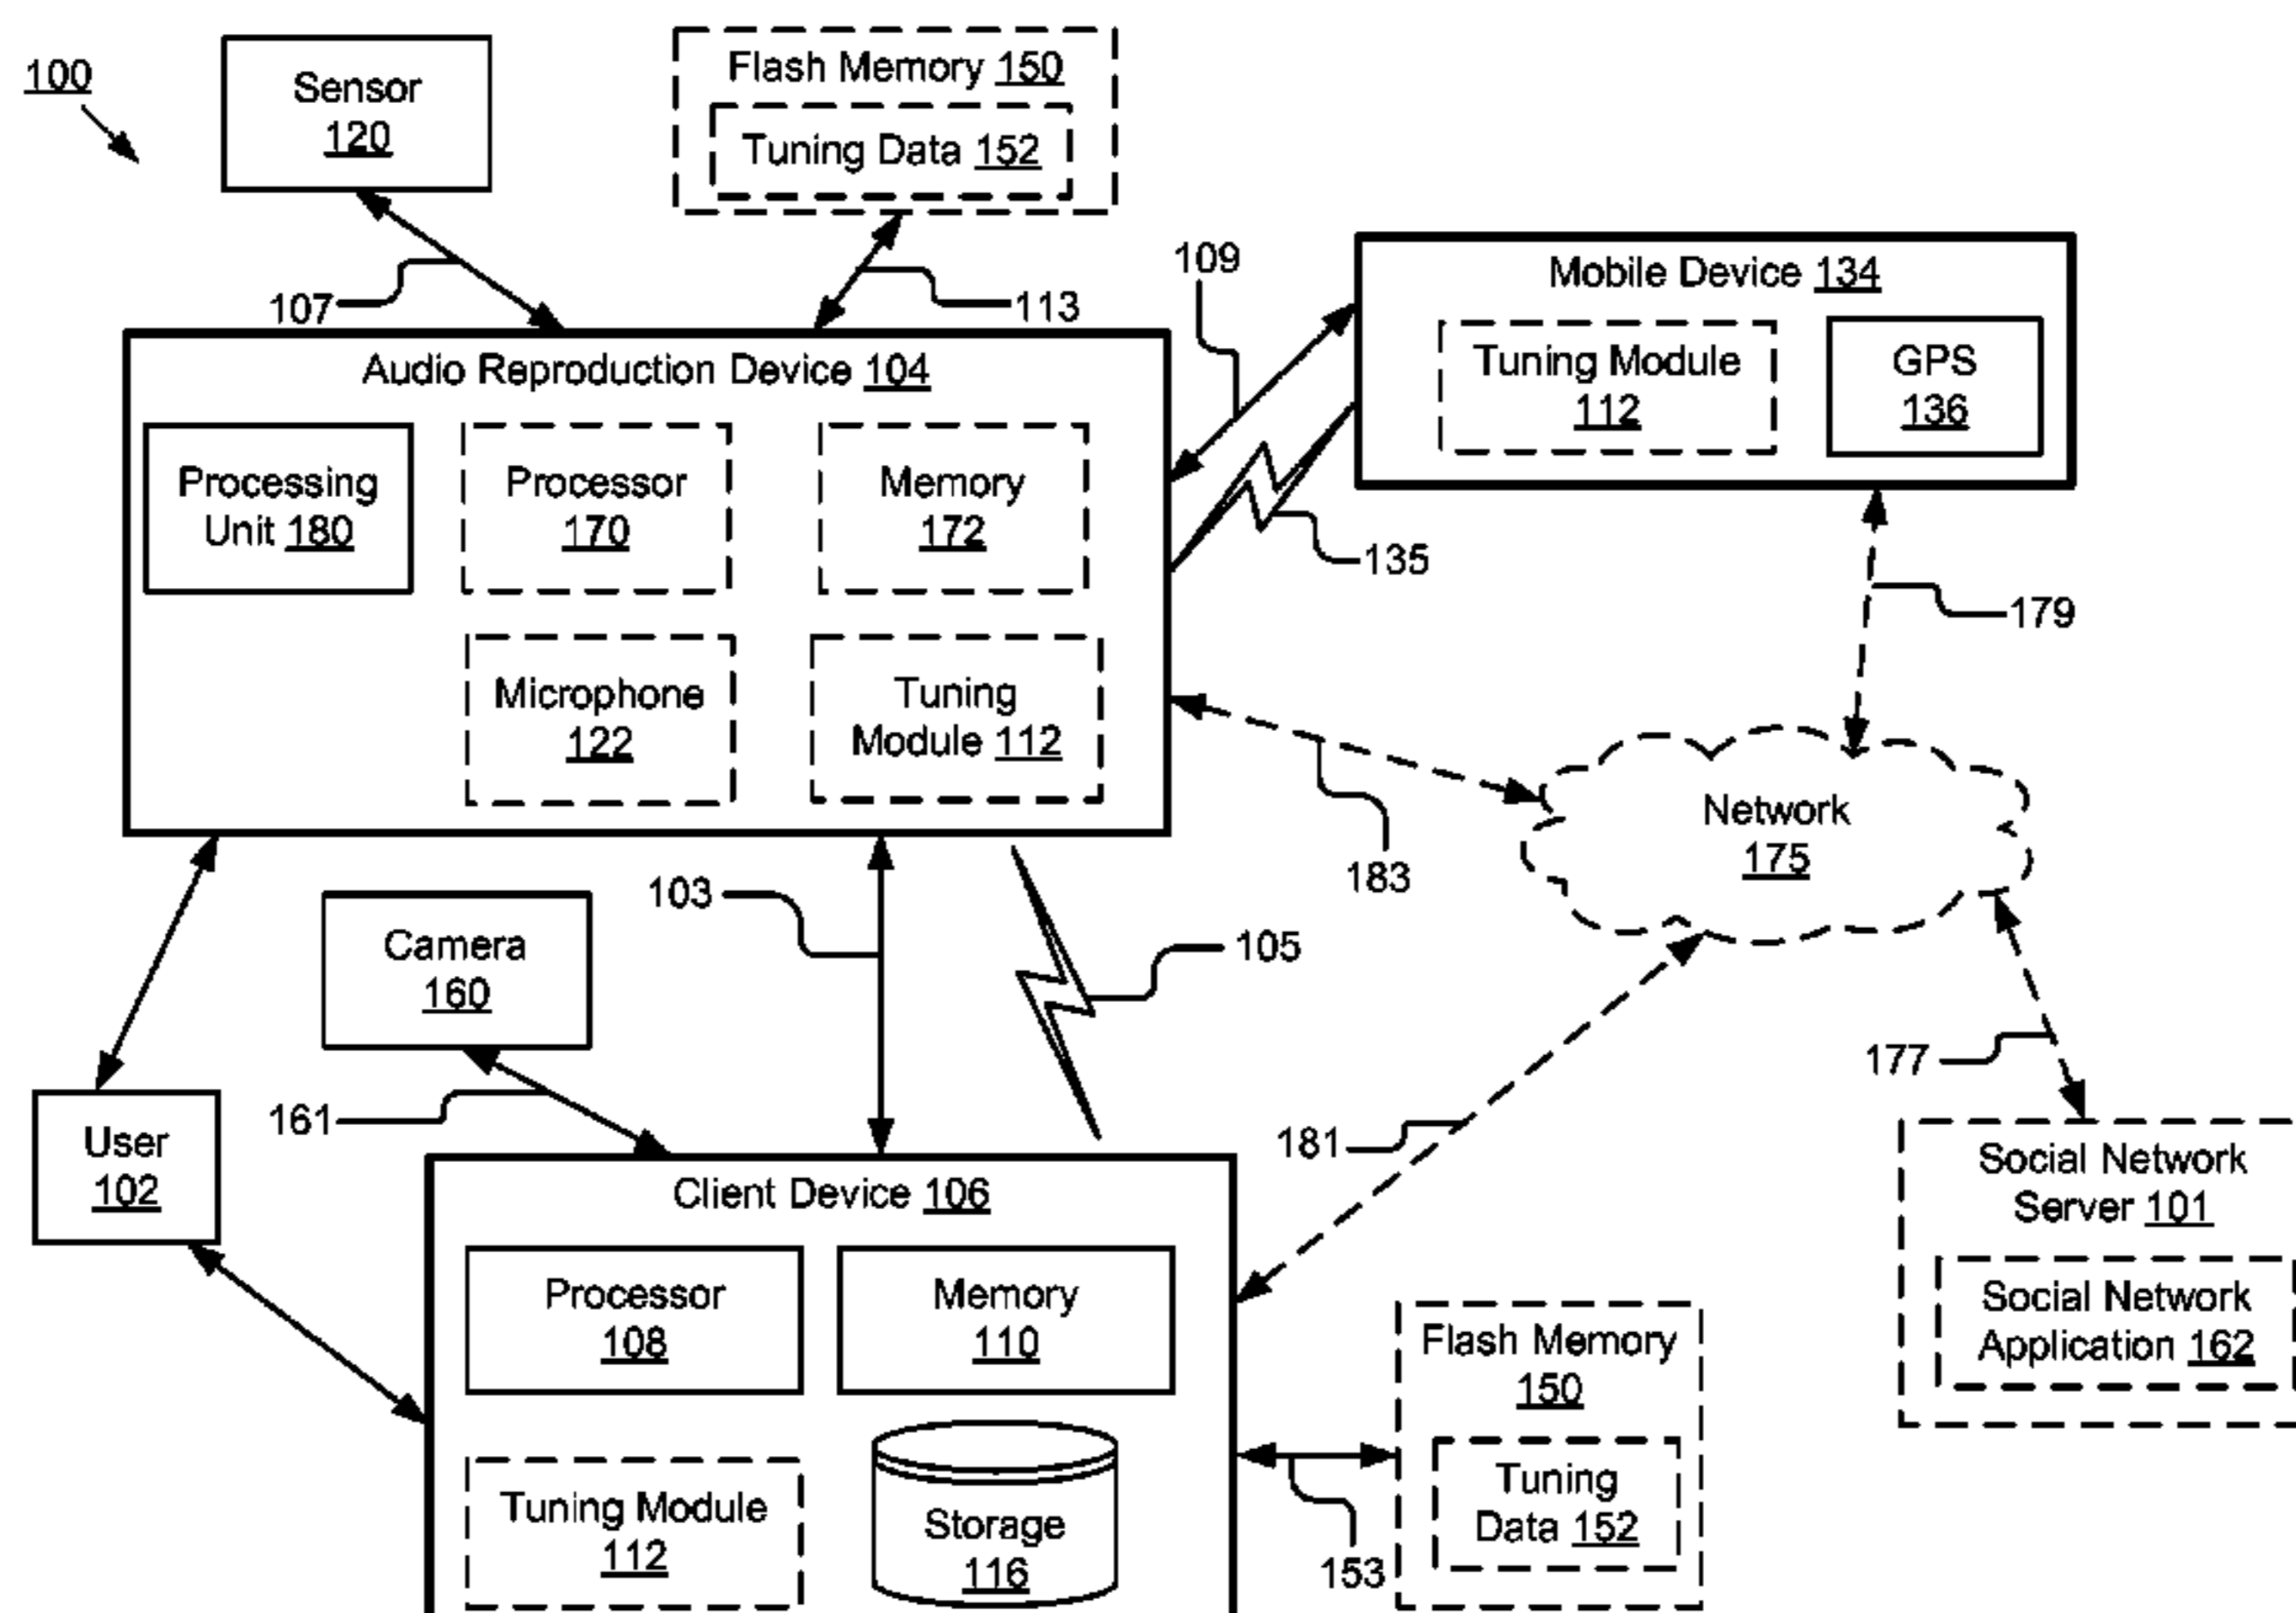 100
Sensor
120
Flash Memory 150
Tuning Data 152
107
113
109
Mobile Device 134
Tuning Module
112
GPS
136
Audio Reproduction Device 104
Processing
Unit 180
Processor
170
Memory
172
135
179
Microphone
122
Tuning
Module 112
Network
175
183
103
Camera
160
105
177
161
181
User
102
Client Device 106
Social Network
Server 101
Social Network
Application 162
Processor
108
Memory
110
Flash Memory
150
Tuning
Data 152
Tuning Module
112
Storage
116
153